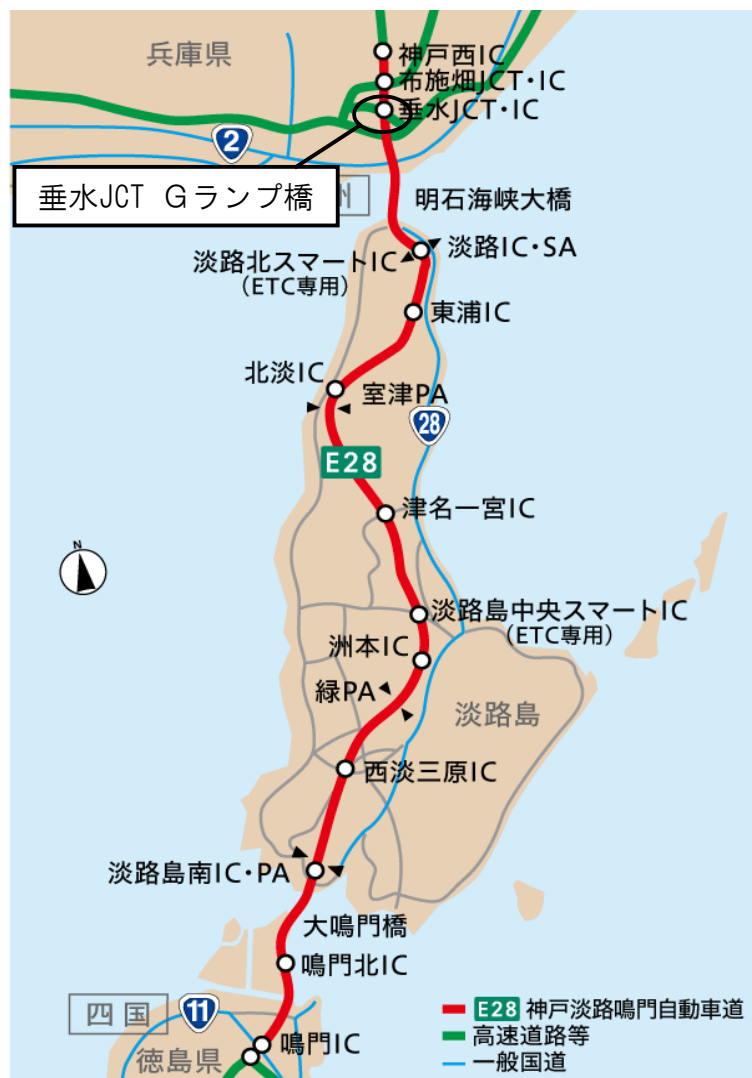 兵庫県
神戸西IC
布施畑JCT・IC
垂水JCT・IC
2
垂水JCT Gランプ橋
州
明石海峡大橋
淡路IC・SA
淡路北スマートIC
(ETC専用)
東浦IC
北淡IC
室津PA
28
E28
津名一宮IC
N
淡路島中央スマートIC
(ETC専用)
洲本IC
緑PA
淡路島
西淡三原IC
淡路島南IC・PA
大鳴門橋
鳴門北IC
四国
11
鳴門IC
徳島県
E28 神戸淡路鳴門自動車道
高速道路等
一般国道